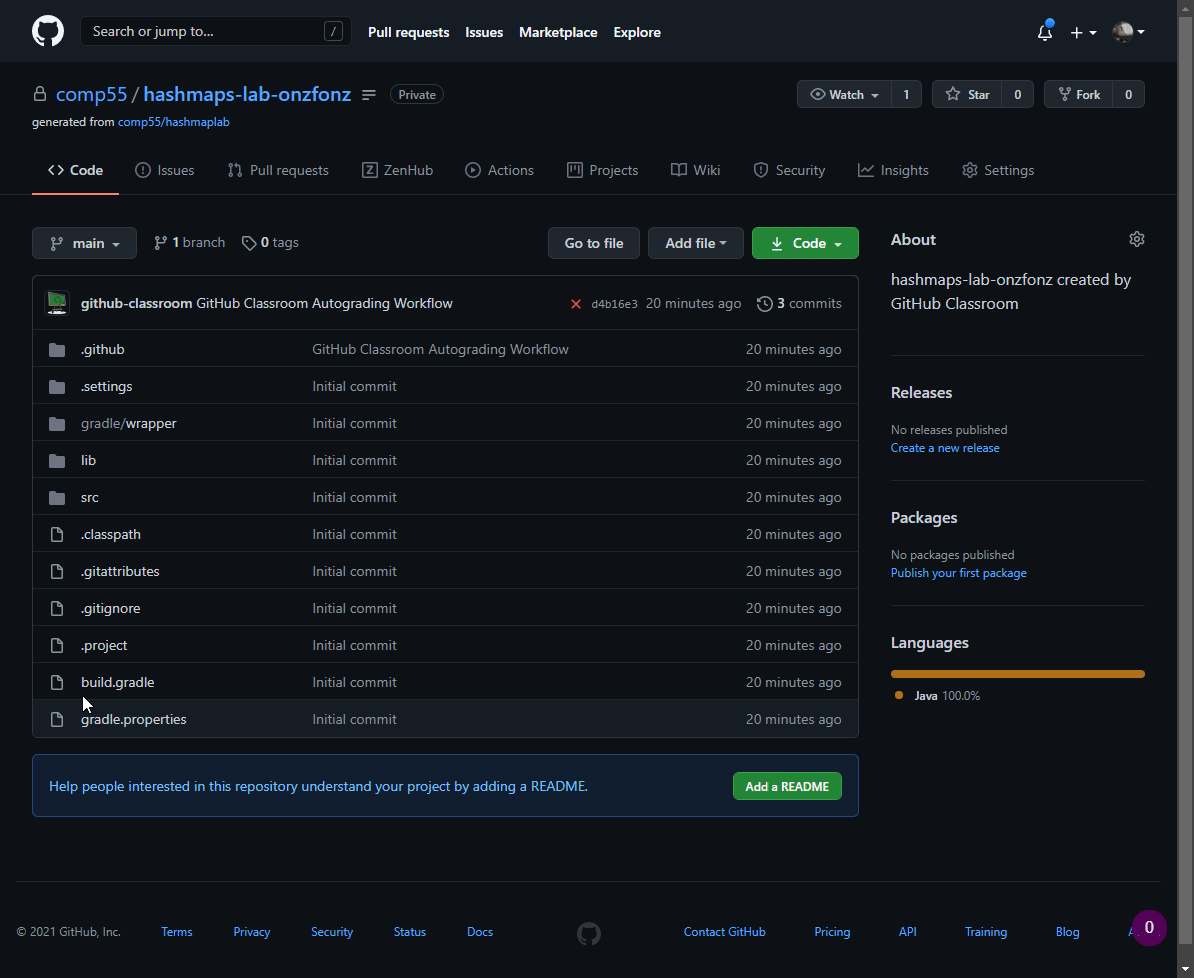 Search or jump to... /
Pull requests Issues Marketplace Explore
comp55 / hashmaps-lab-onzfonz Private
Watch 1 Star 0 Fork 0
generated from comp55/hashmaplab
Code Issues Pull requests ZenHub Actions Projects Wiki Security Insights Settings
main 1 branch 0 tags Go to file Add file Code
github-classroom GitHub Classroom Autograding Workflow d4b16e3 20 minutes ago 3 commits
.github GitHub Classroom Autograding Workflow 20 minutes ago
.settings Initial commit 20 minutes ago
gradle/wrapper Initial commit 20 minutes ago
lib Initial commit 20 minutes ago
src Initial commit 20 minutes ago
.classpath Initial commit 20 minutes ago
.gitattributes Initial commit 20 minutes ago
.gitignore Initial commit 20 minutes ago
.project Initial commit 20 minutes ago
build.gradle Initial commit 20 minutes ago
gradle.properties Initial commit 20 minutes ago
Help people interested in this repository understand your project by adding a README. Add a README
About
hashmaps-lab-onzfonz created by
GitHub Classroom
Releases
No releases published
Create a new release
Packages
No packages published
Publish your first package
Languages
Java 100.0%
© 2021 GitHub, Inc. Terms Privacy Security Status Docs Contact GitHub Pricing API Training Blog
0